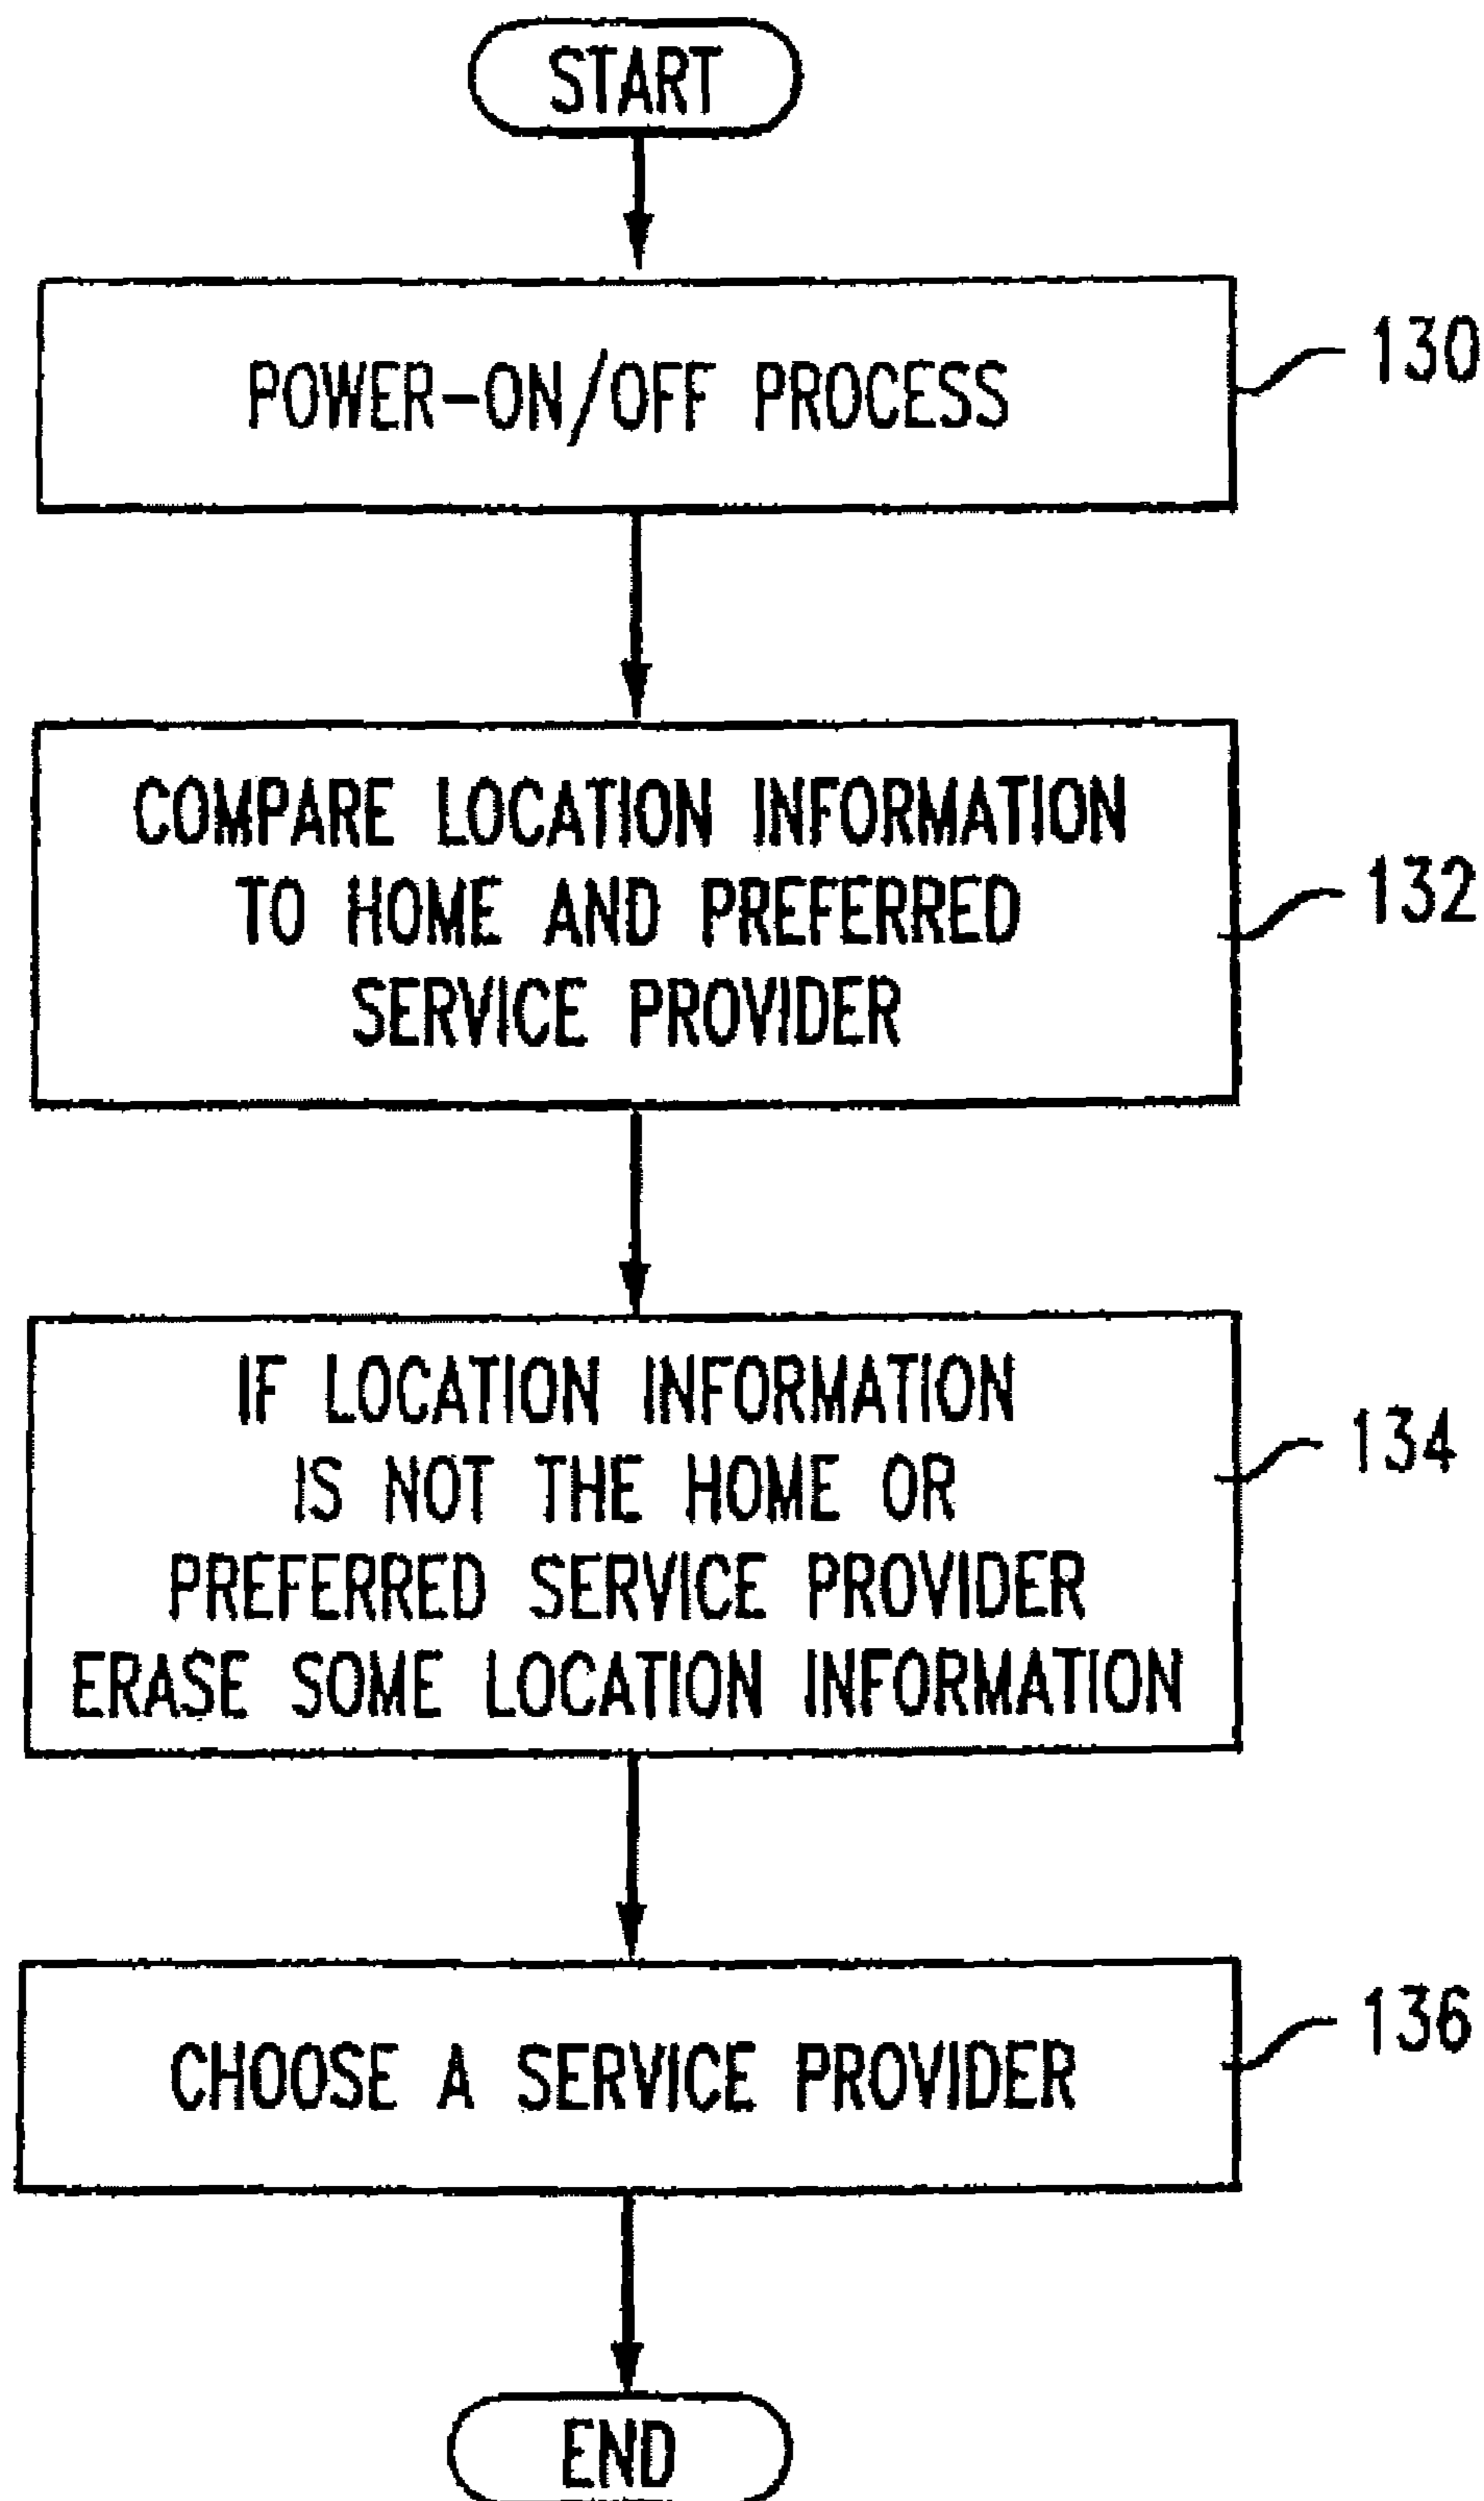 START
POWER-ON/OFF PROCESS
130
COMPARE LOCATION INFORMATION
TO HOME AND PREFERRED
SERVICE PROVIDER
132
IF LOCATION INFORMATION
IS NOT THE HOME OR
PREFERRED SERVICE PROVIDER
ERASE SOME LOCATION INFORMATION
134
CHOOSE A SERVICE PROVIDER
136
END